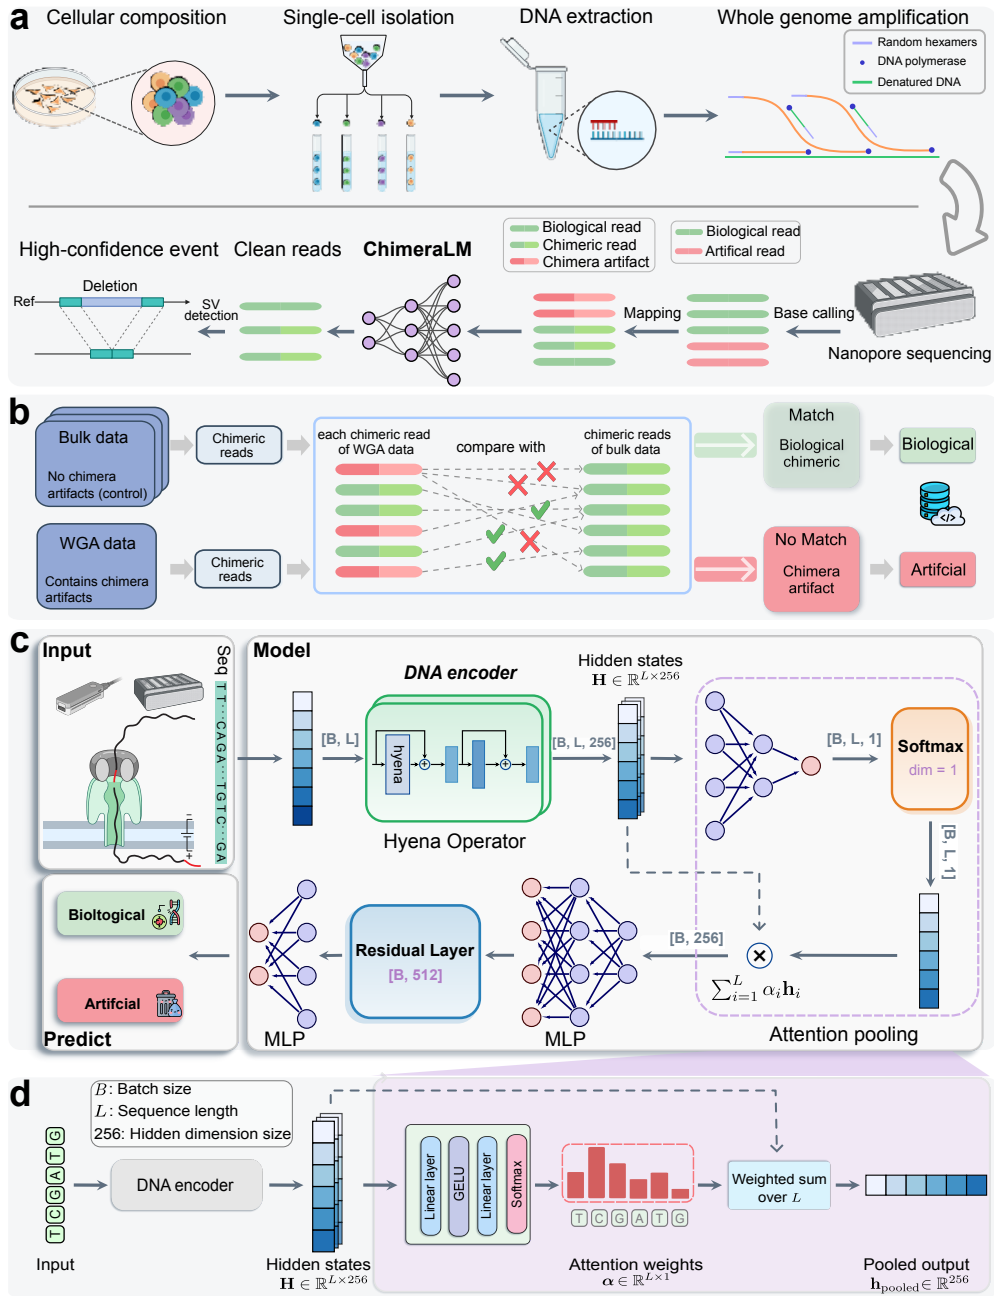 a
Cellular composition
Single-cell isolation
DNA extraction
Whole genome amplification
Random hexamers
DNA polymerase
Denatured DNA
High-confidence event
Clean reads
ChimeraLM
Biological read
Chimeric read
Chimera artifact
Biological read
Artifical read
Ref
Deletion
SV
detection
Mapping
Base calling
Nanopore sequencing
b
Bulk data
No chimera
artifacts (control)
Chimeric
reads
WGA data
Contains chimera
artifacts
Chimeric
reads
each chimeric read
of WGA data
compare with
chimeric reads
of bulk data
Match
Biological
chimeric
Biological
No Match
Chimera
artifact
Artifcial
c
Input
Seq
TT···CAGA···TGTC···GA
Model
DNA encoder
[B, L]
hyena
[B, L, 256]
Hyena Operator
Hidden states
H ∈ ℝ^{L×256}
[B, L, 1]
Softmax
dim = 1
[B, L, 1]
[B, 256]
∑_{i=1}^{L} α_i h_i
Attention pooling
MLP
Residual Layer
[B, 512]
MLP
Bioltogical
Artifcial
Predict
d
B: Batch size
L: Sequence length
256: Hidden dimension size
T C G A T G
Input
DNA encoder
Hidden states
H ∈ ℝ^{L×256}
Linear layer
GELU
Linear layer
Softmax
T C G A T G
Attention weights
α ∈ ℝ^{L×1}
Weighted sum
over L
Pooled output
h_pooled ∈ ℝ^{256}